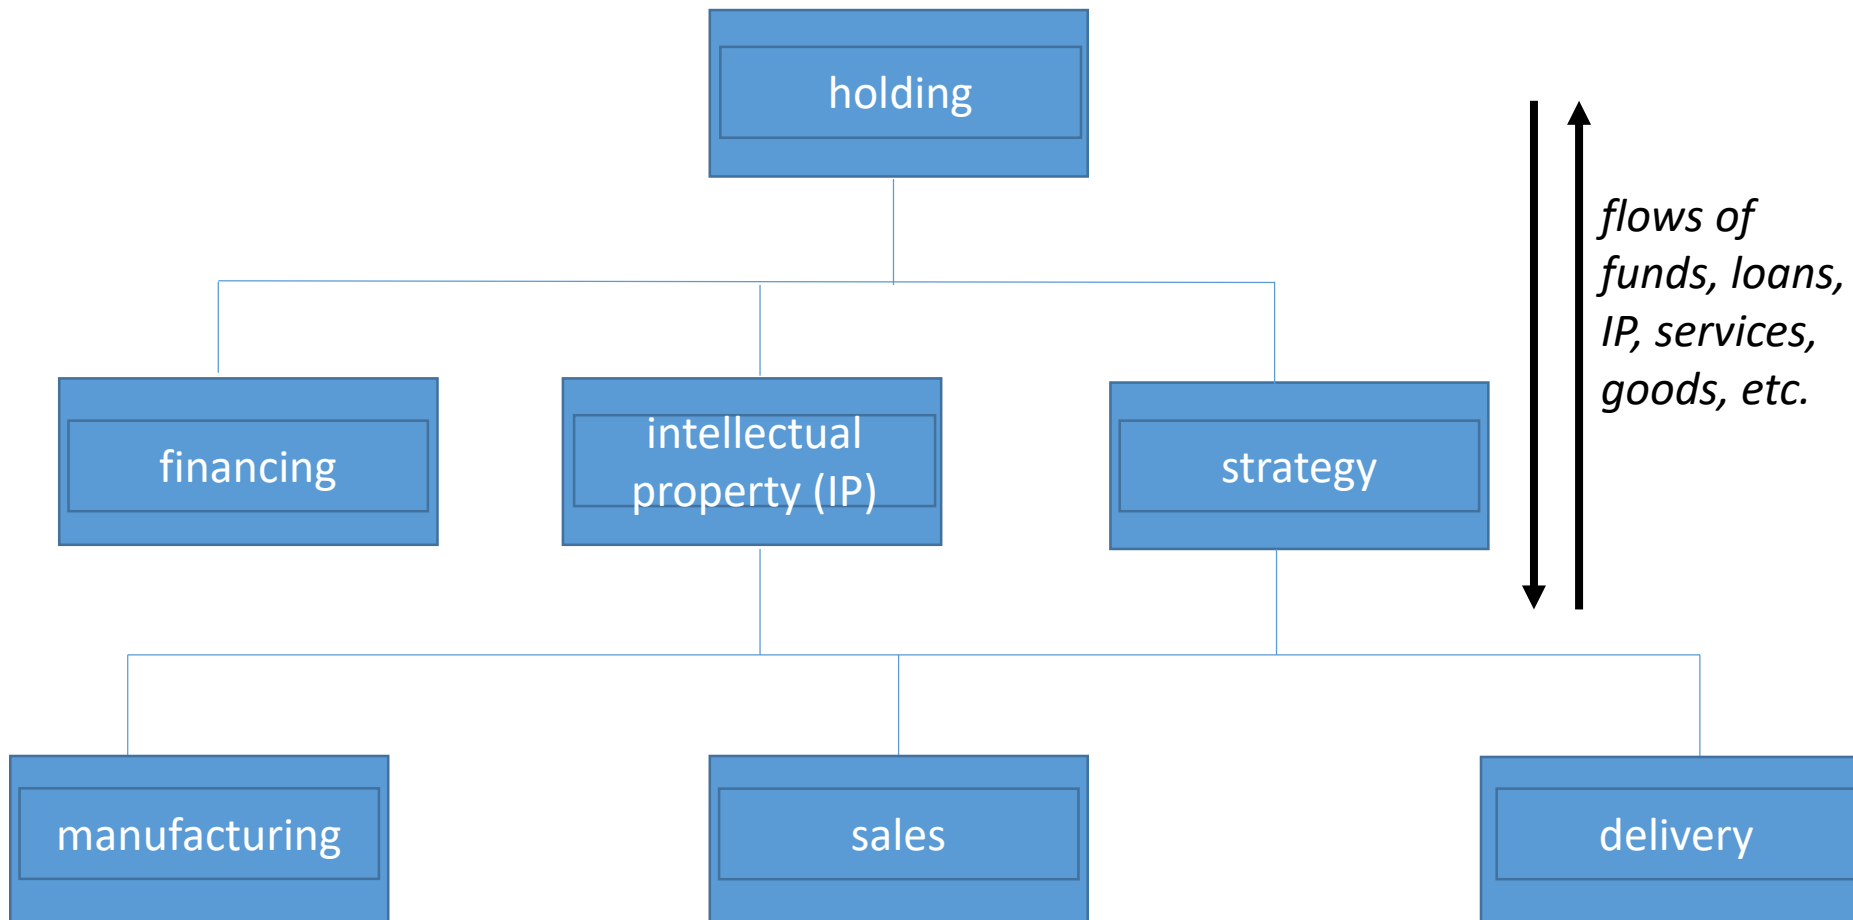 holding
flows of
funds, loans,
IP, services,
goods, etc.
financing
intellectual
property (IP)
strategy
manufacturing
sales
delivery